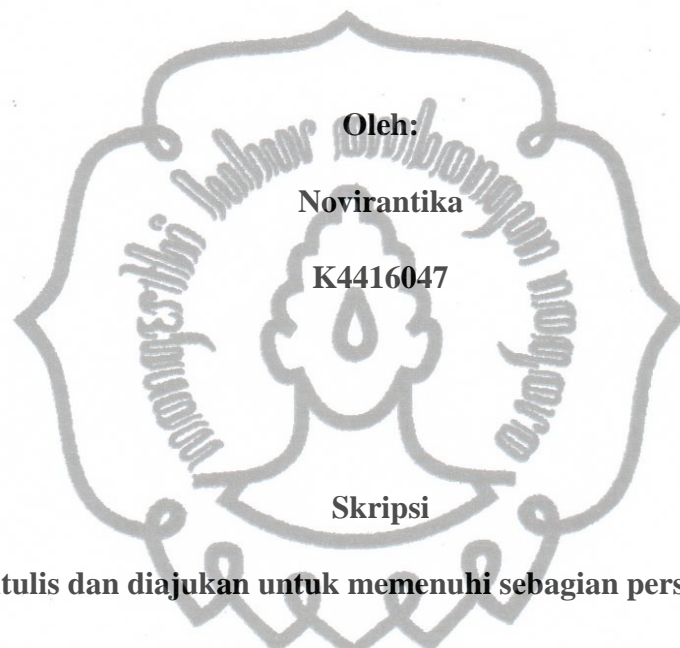 Oleh:
Novirantika
K4416047
Skripsi
tulis dan diajukan untuk memenuhi sebagian pers